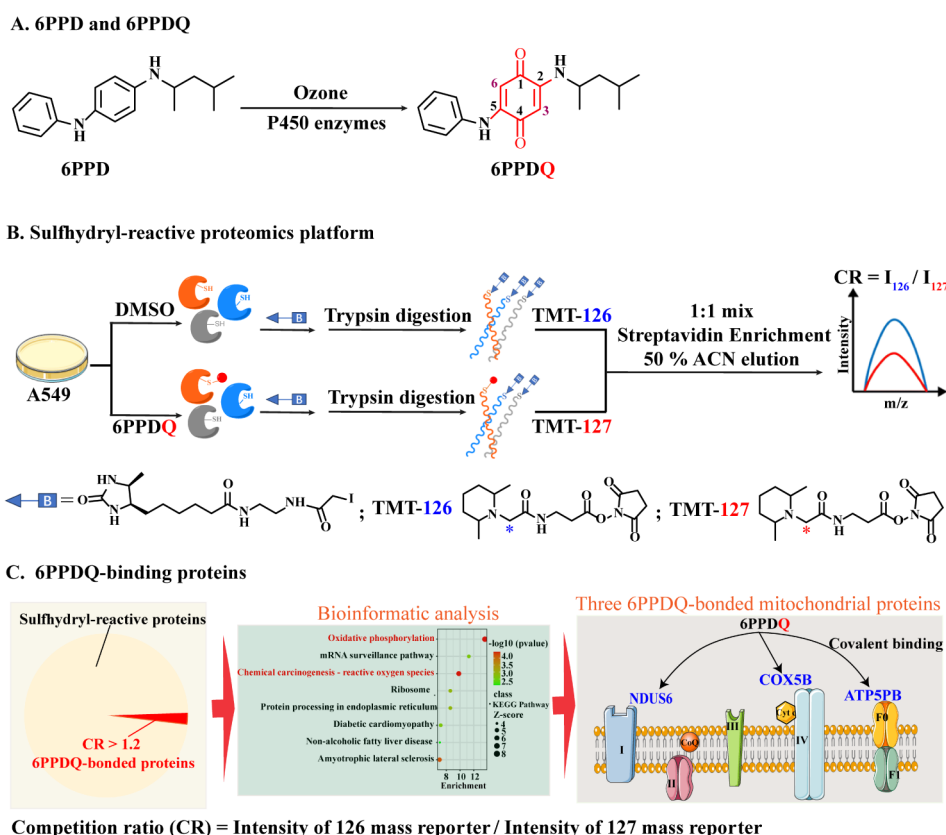 A. 6PPD and 6PPDQ
H
N
N
H
6PPD
Ozone
P450 enzymes
O
1
2
H
N
6
3
5
4
N
H
O
6PPDQ
B. Sulfhydryl-reactive proteomics platform
A549
DMSO
6PPDQ
SH
SH
SH
SH
SH
B
B
Trypsin digestion
Trypsin digestion
B
B
B
S
B
B
S
TMT-126
TMT-127
1:1 mix
Streptavidin Enrichment
50 % ACN elution
CR = I126 / I127
Intensity
m/z
B = O
HN
N
H
O
N
H
HN
O
I
;
TMT-126
N
*
O
H
N
O
O
N
O
O
;
TMT-127
N
*
O
N
H
O
O
N
O
O
C. 6PPDQ-binding proteins
Sulfhydryl-reactive proteins
CR > 1.2
6PPDQ-bonded proteins
Bioinformatic analysis
Oxidative phosphorylation
mRNA surveillance pathway
Chemical carcinogenesis - reactive oxygen species
Ribosome
Protein processing in endoplasmic reticulum
Diabetic cardiomyopathy
Non-alcoholic fatty liver disease
Amyotrophic lateral sclerosis
8 10 12
Enrichment
-log10 (pvalue)
4.0
3.5
3.0
2.5
class
KEGG Pathway
Z-score
4
5
6
7
8
Three 6PPDQ-bonded mitochondrial proteins
6PPDQ
Covalent binding
NDUS6
COX5B
ATP5PB
I
CoQ
II
III
Cyt c
IV
F0
F1
Competition ratio (CR) = Intensity of 126 mass reporter / Intensity of 127 mass reporter